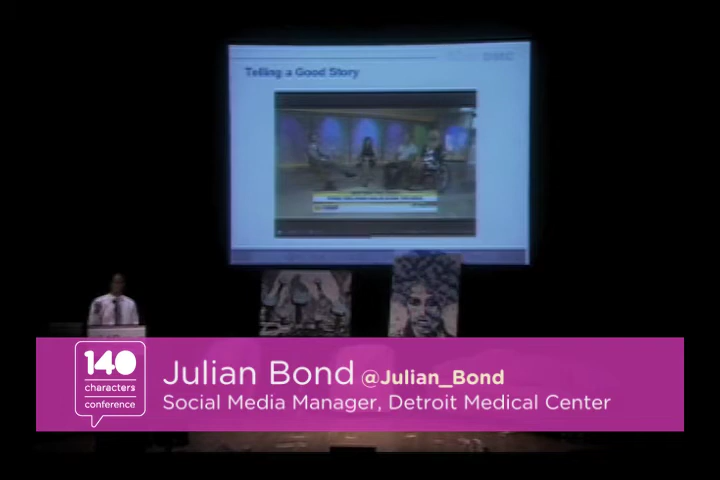 Telling a Good Story
140
characters
conference
Julian Bond @Julian_Bond
Social Media Manager, Detroit Medical Center